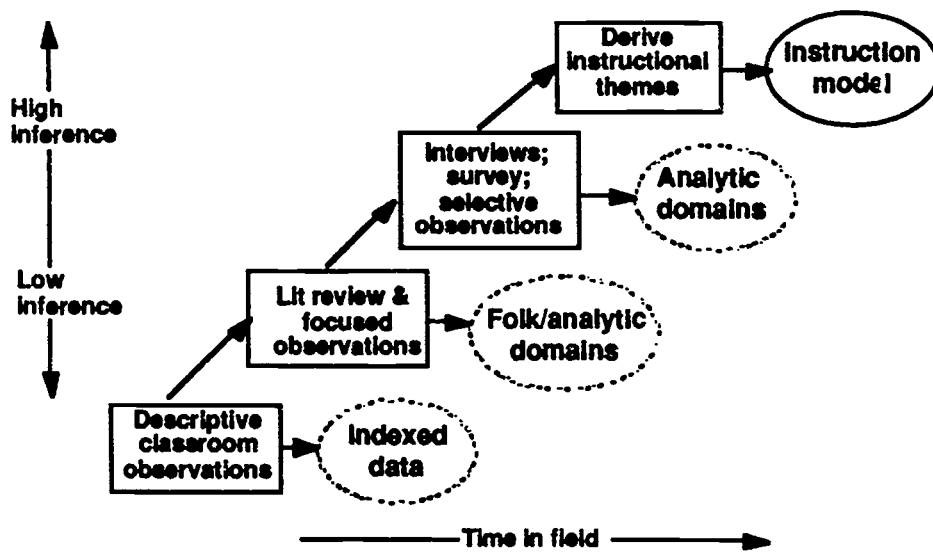 Derive
instructional
themes
Instruction
model
High
inference
Interviews;
survey;
selective
observations
Analytic
domains
Low
inference
Lit review &
focused
observations
Folk/analytic
domains
Descriptive
classroom
observations
Indexed
data
Time in field